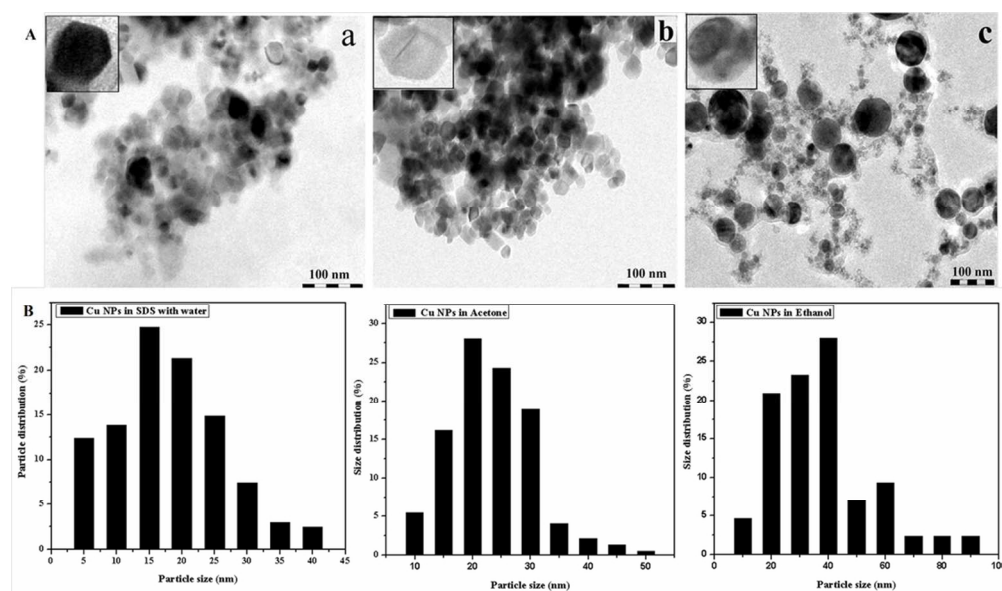 A
a
b
c
100 nm
100 nm
100 nm
B
Cu NPs in SDS with water
25
20
15
10
5
0
Particle distribution (%)
5 10 15 20 25 30 35 40 45
Particle size (nm)
Cu NPs in Acetone
30
25
20
15
10
5
0
Size distribution (%)
10 20 30 40 50
Particle size (nm)
Cu NPs in Ethanol
30
25
20
15
10
5
0
Size distribution (%)
20 40 60 80 100
Particle size (nm)